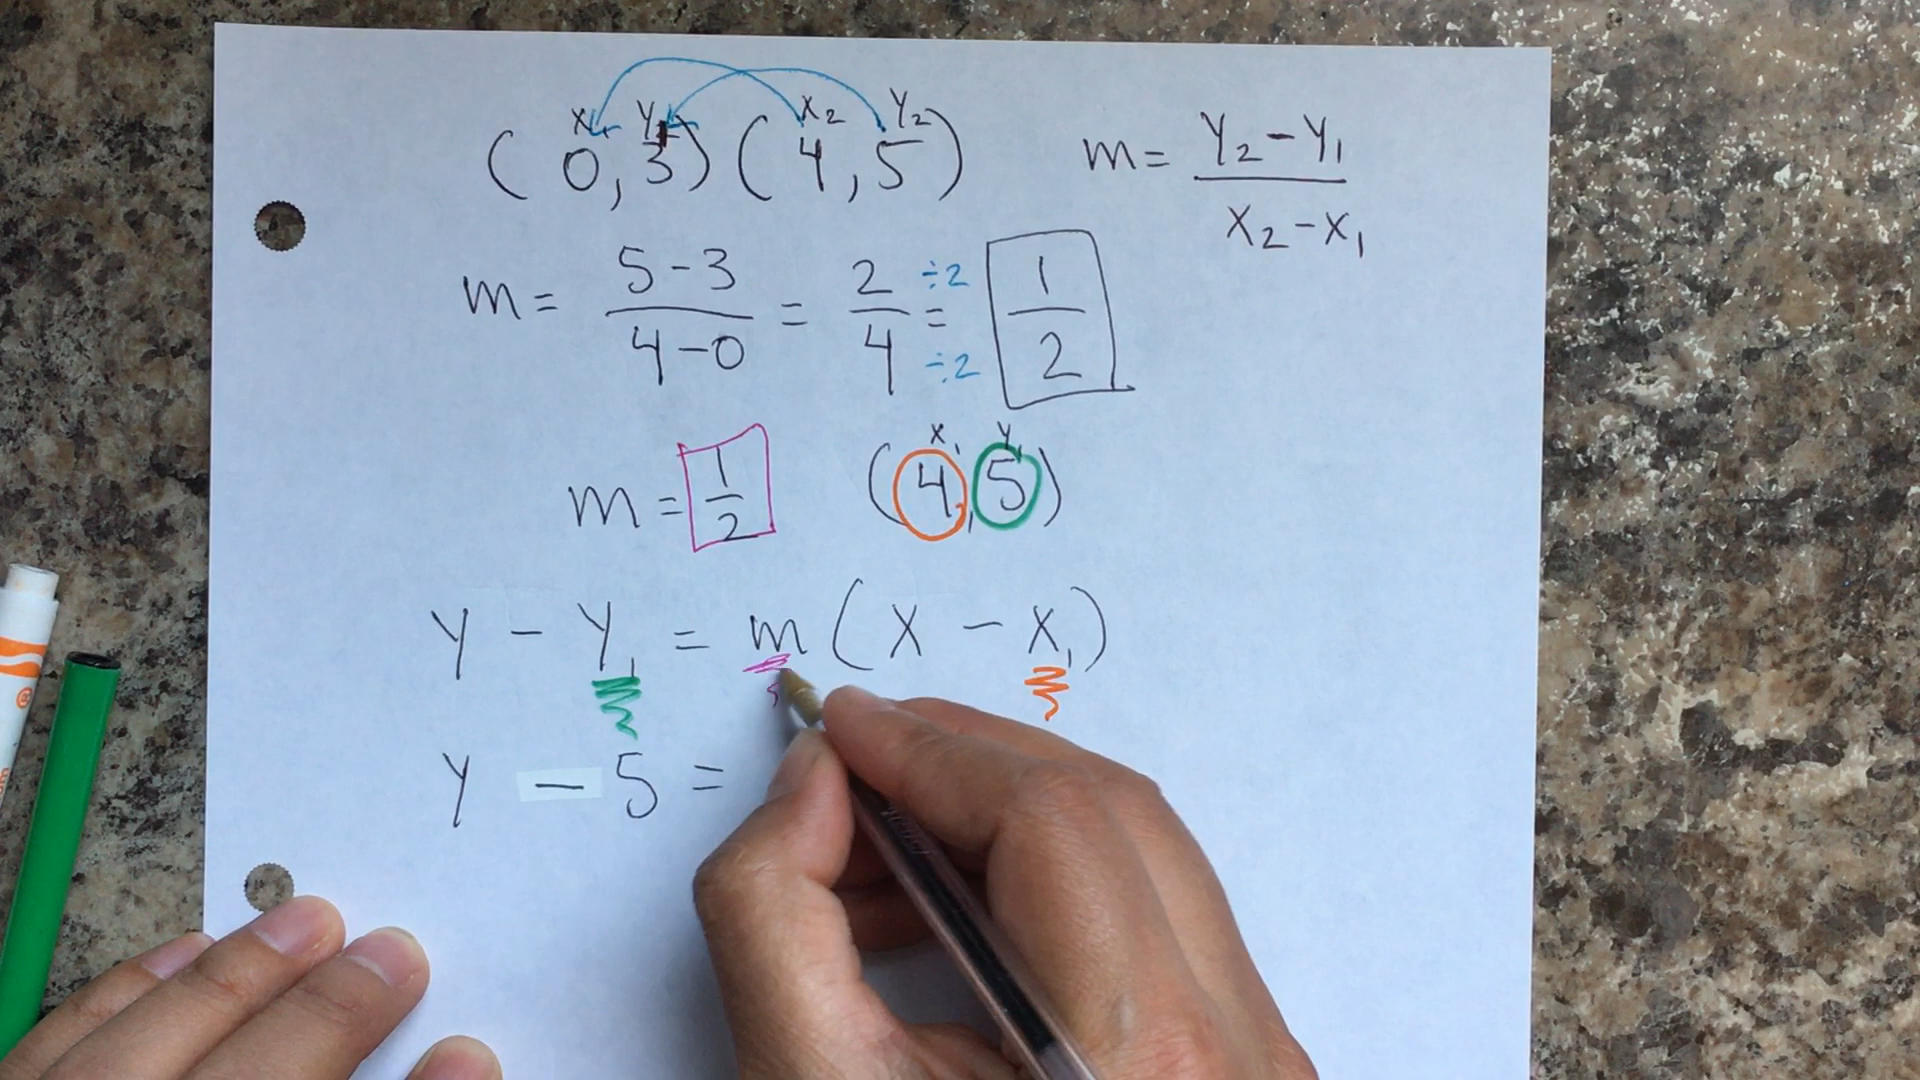 x₁ y₁ x₂ y₂
(0,3)(4,5)
m = (y₂ - y₁)/(x₂ - x₁)
m = (5 - 3)/(4 - 0) = 2/4 ÷2/÷2 = 1/2
x₁ y₁
m = 1/2 (4,5)
y - y₁ = m(x - x₁)
y - 5 =